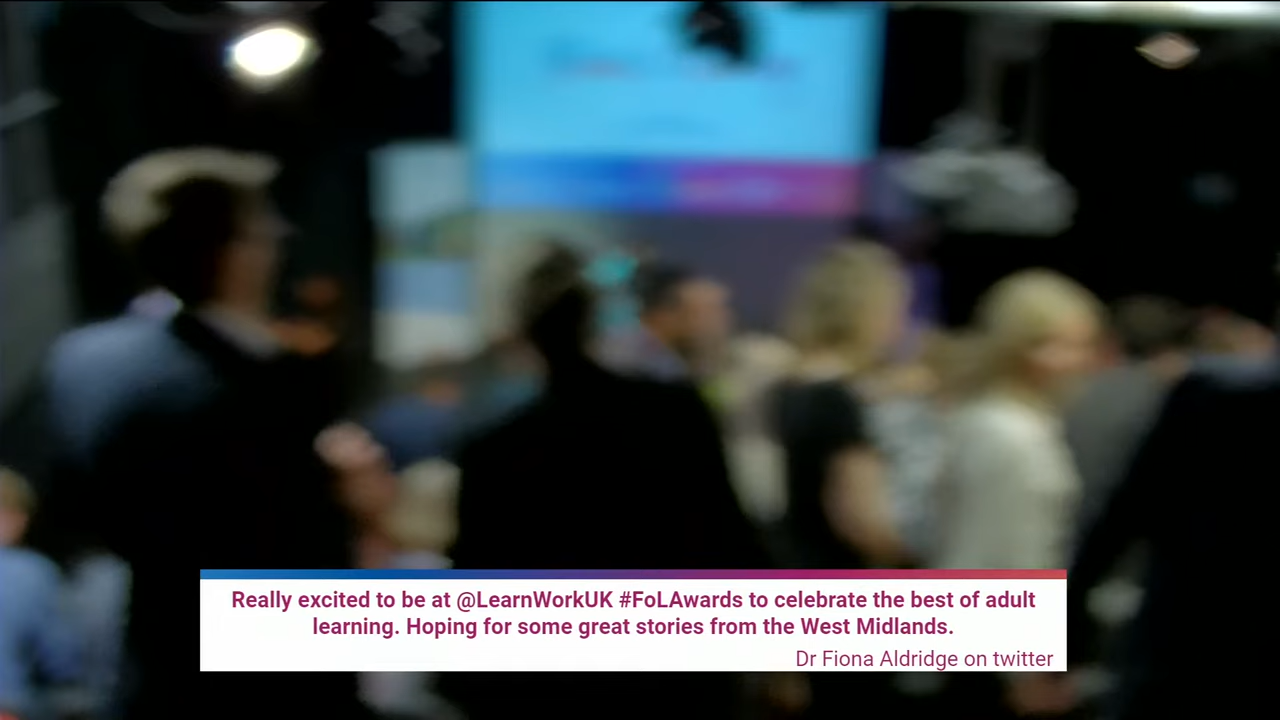 Really excited to be at @LearnWorkUK #FoLAwards to celebrate the best of adult
learning. Hoping for some great stories from the West Midlands.
Dr Fiona Aldridge on twitter